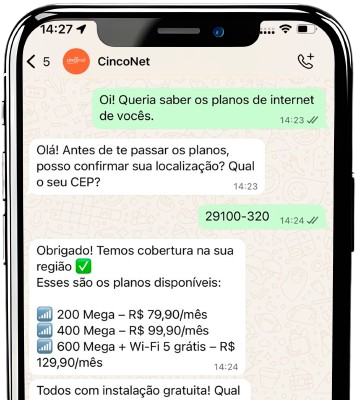 14:27
5 CincoNet
Oi! Queria saber os planos de internet
de vocês.
14:23
Olá! Antes de te passar os planos,
posso confirmar sua localização? Qual
o seu CEP?
14:23
29100-320
14:24
Obrigado! Temos cobertura na sua
região ✅
Esses são os planos disponíveis:
📶 200 Mega – R$ 79,90/mês
📶 400 Mega – R$ 99,90/mês
📶 600 Mega + Wi-Fi 5 grátis – R$
129,90/mês
14:24
Todos com instalação gratuita! Qual